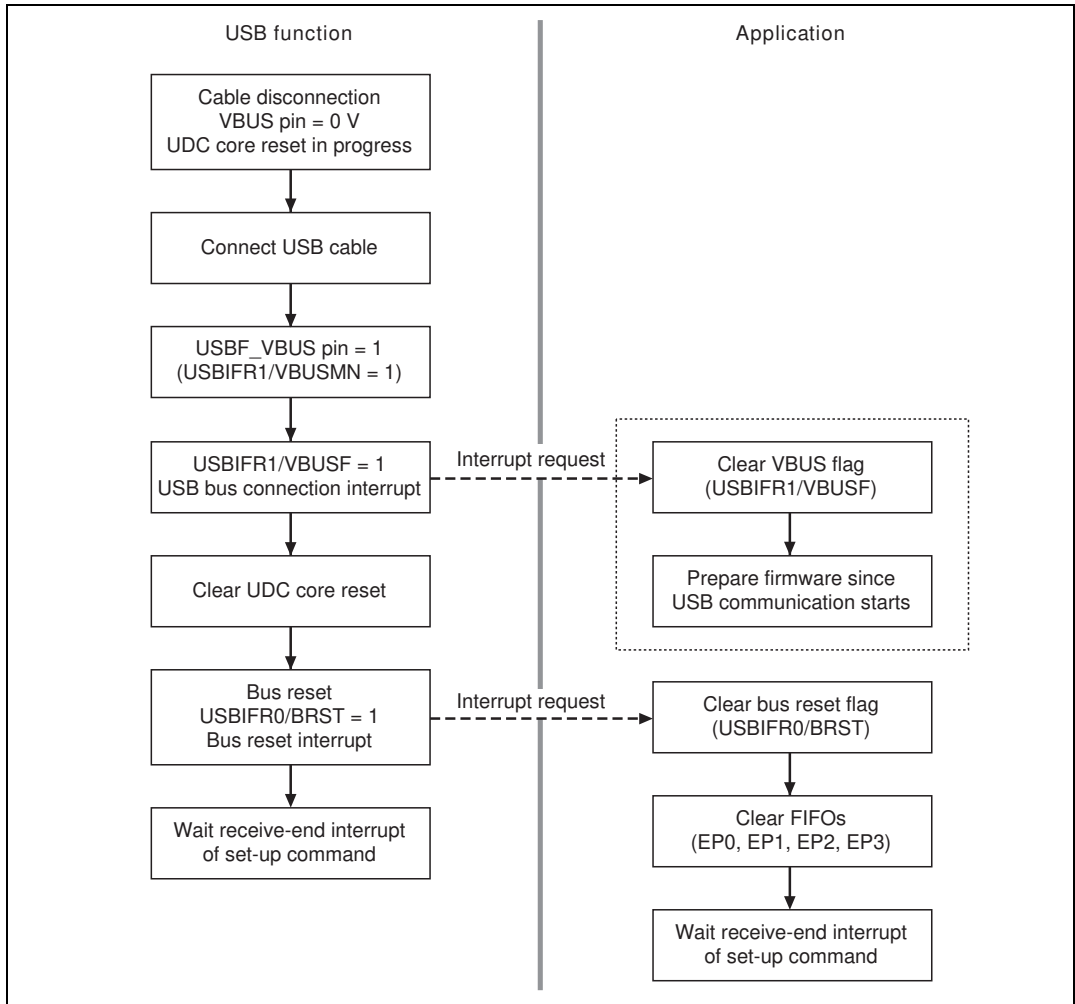 USB function
Application
Cable disconnection
VBUS pin = 0 V
UDC core reset in progress
Connect USB cable
USBF_VBUS pin = 1
(USBIFR1/VBUSMN = 1)
USBIFR1/VBUSF = 1
USB bus connection interrupt
Interrupt request
Clear VBUS flag
(USBIFR1/VBUSF)
Clear UDC core reset
Prepare firmware since
USB communication starts
Bus reset
USBIFR0/BRST = 1
Bus reset interrupt
Interrupt request
Clear bus reset flag
(USBIFR0/BRST)
Wait receive-end interrupt
of set-up command
Clear FIFOs
(EP0, EP1, EP2, EP3)
Wait receive-end interrupt
of set-up command